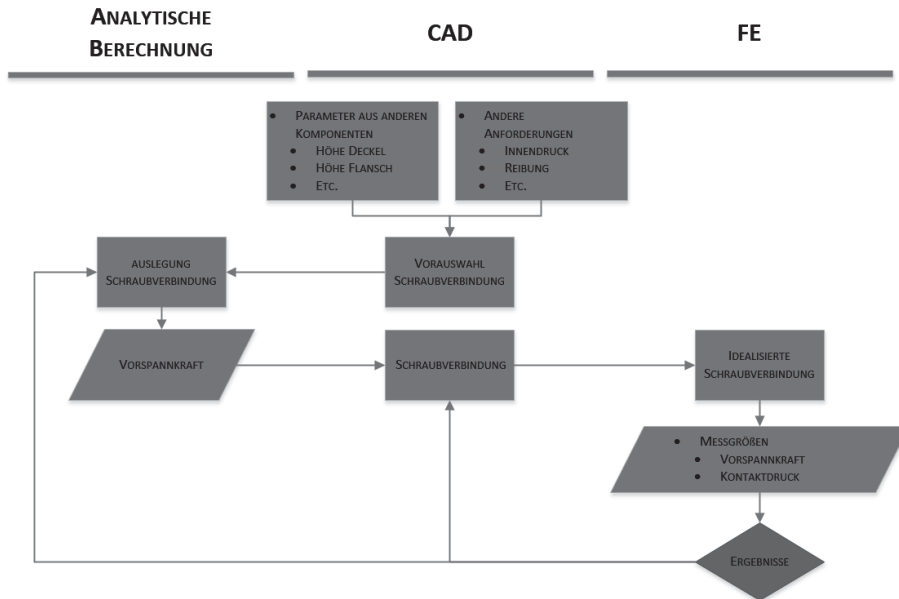 ANALYTISCHE
BERECHNUNG
CAD
FE
• PARAMETER AUS ANDEREN
KOMPONENTEN
• HÖHE DECKEL
• HÖHE FLANSCH
• ETC.
• ANDERE
ANFORDERUNGEN
• INNENDRUCK
• REIBUNG
• ETC.
AUSLEGUNG
SCHRAUBVERBINDUNG
VORAUSWAHL
SCHRAUBVERBINDUNG
VORSPANNKRAFT
SCHRAUBVERBINDUNG
IDEALISIERTE
SCHRAUBVERBINDUNG
• MESSGRÖßEN
• VORSPANNKRAFT
• KONTAKTDRUCK
ERGEBNISSE